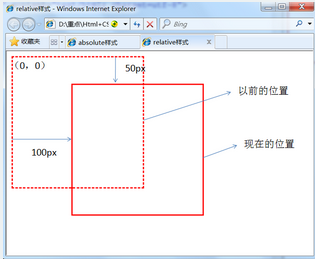 relative样式 - Windows Internet Explorer
D:\重点\Html+CS
Bing
收藏夹
absolute样式
relative样式
(0, 0)
50px
以前的位置
100px
现在的位置